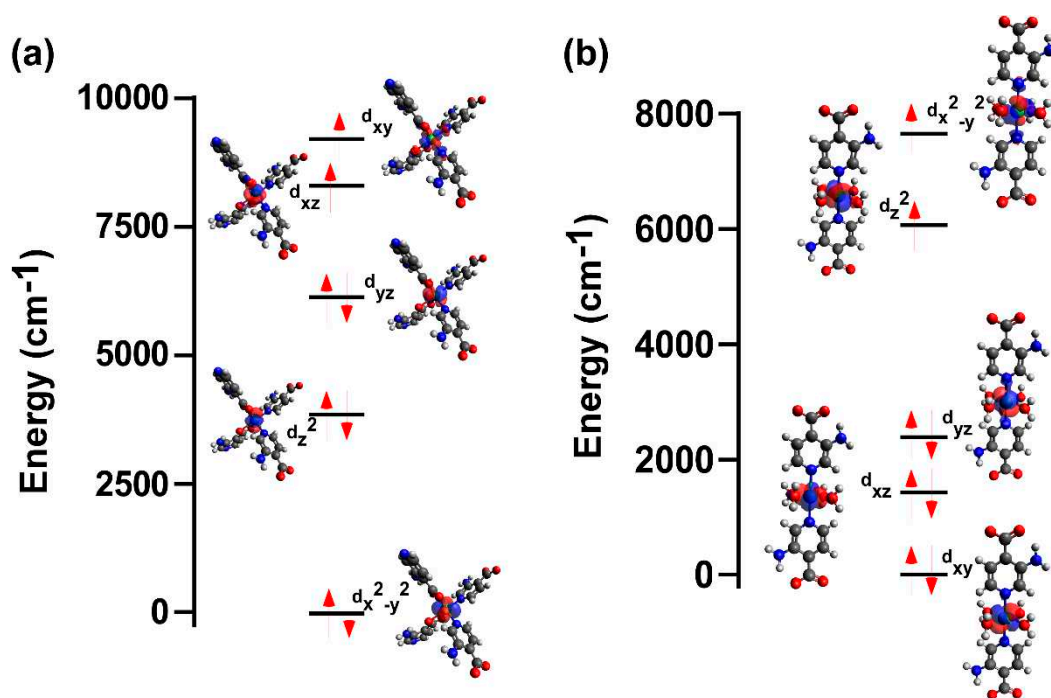 (a)
Energy (cm-1)
10000
7500
5000
2500
0
dxy
dxz
dyz
dz2
dx2-y2
(b)
Energy (cm-1)
8000
6000
4000
2000
0
dx2-y2
dz2
dyz
dxz
dxy